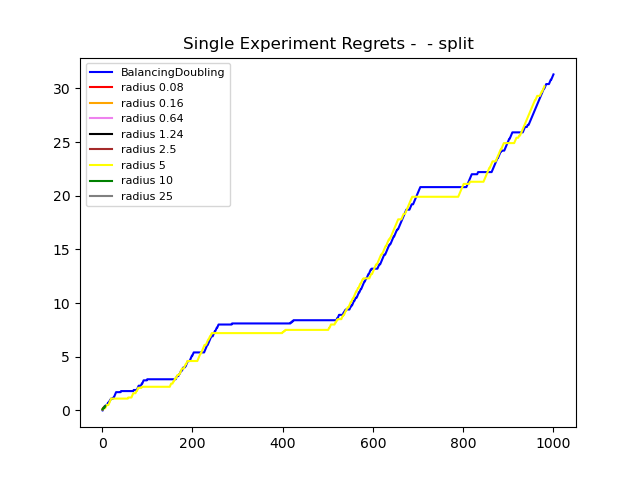 Single Experiment Regrets -  - split
BalancingDoubling
radius 0.08
radius 0.16
radius 0.64
radius 1.24
radius 2.5
radius 5
radius 10
radius 25
30
25
20
15
10
5
0
0 200 400 600 800 1000